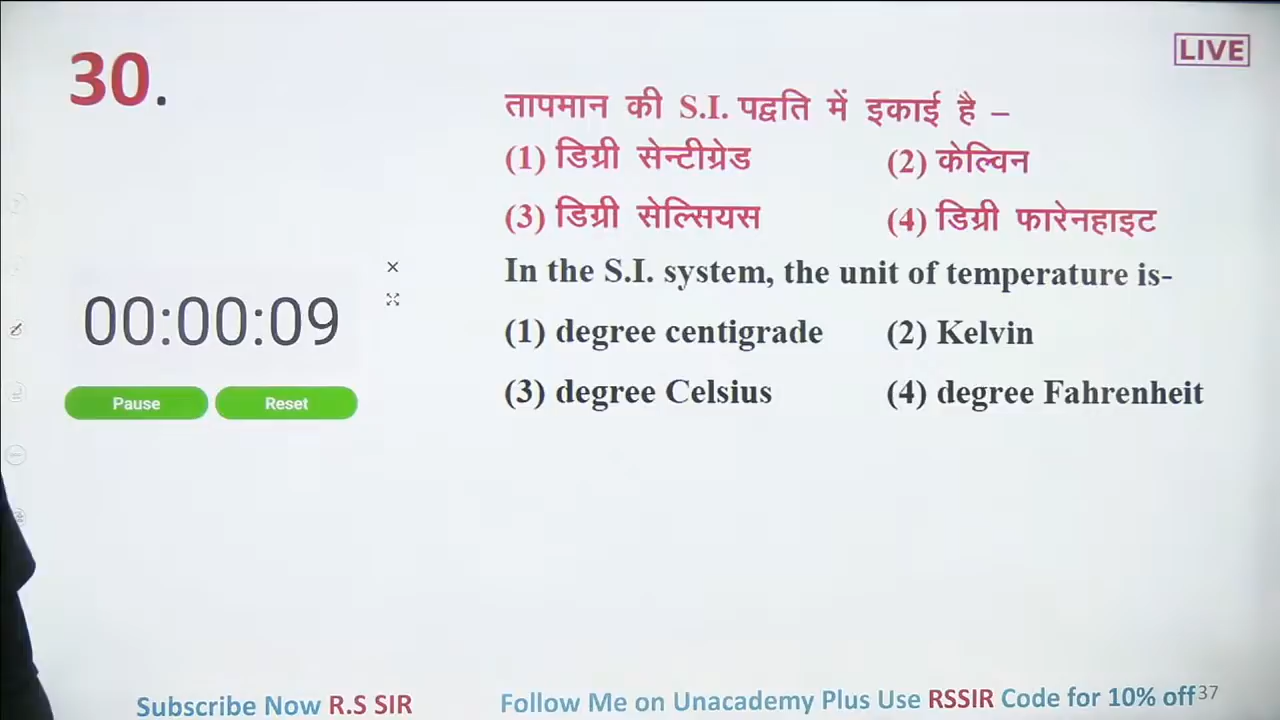 30.
LIVE
तापमान की S.I. पद्वति में इकाई है –
(1) डिग्री सेन्टीग्रेड (2) केल्विन
(3) डिग्री सेल्सियस (4) डिग्री फारेनहाइट
In the S.I. system, the unit of temperature is-
(1) degree centigrade (2) Kelvin
(3) degree Celsius (4) degree Fahrenheit
00:00:09
Pause Reset
Subscribe Now R.S SIR
Follow Me on Unacademy Plus Use RSSIR Code for 10% off
37